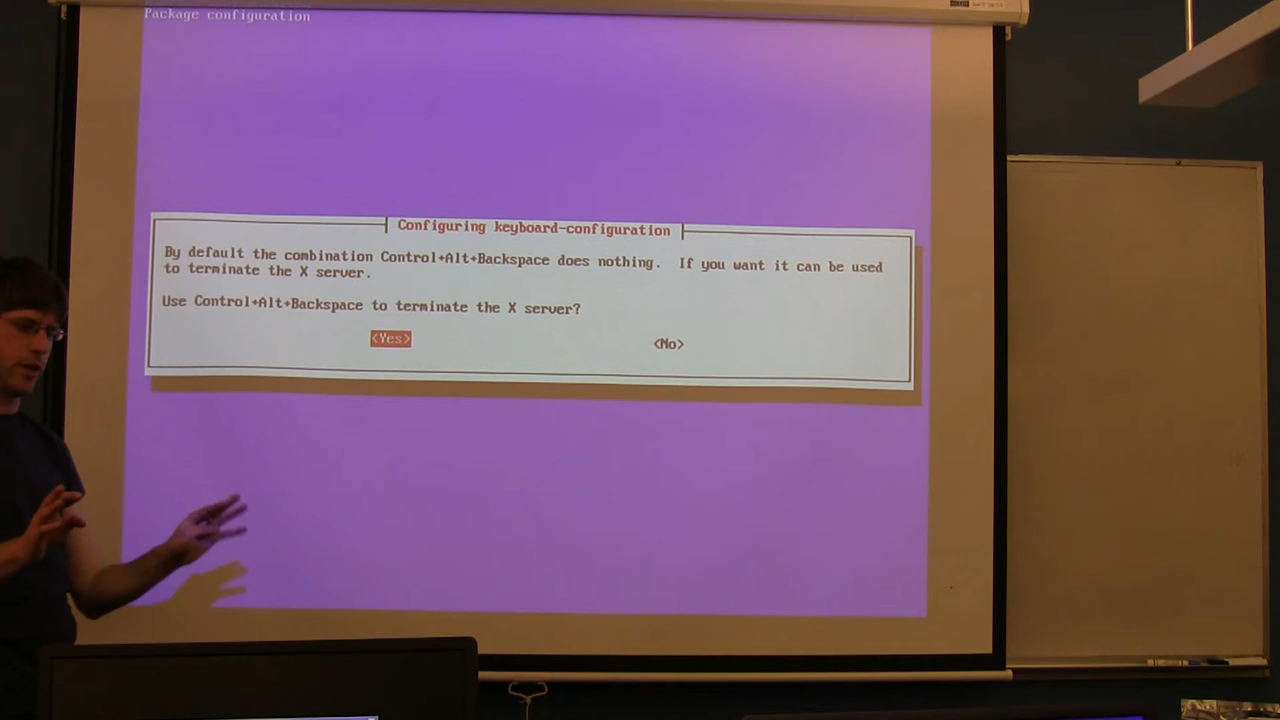 Package configuration
Configuring keyboard-configuration
By default the combination Control+Alt+Backspace does nothing.  If you want it can be used
to terminate the X server.
Use Control+Alt+Backspace to terminate the X server?
<Yes> <No>